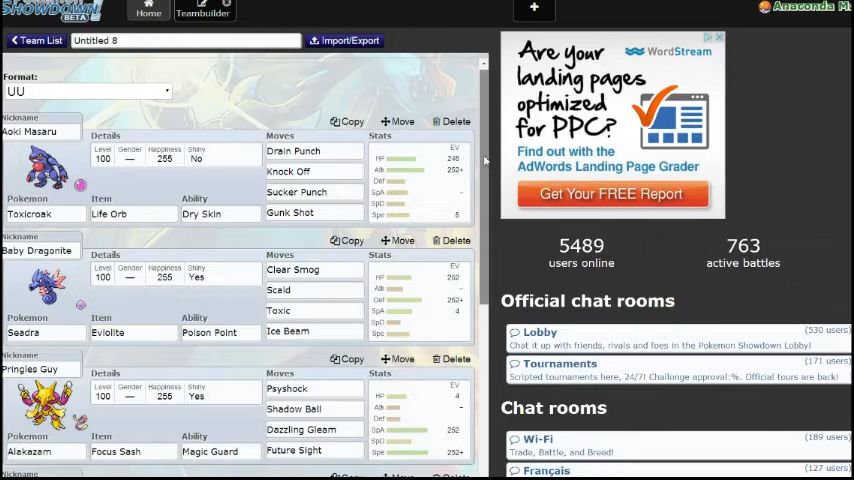 SHOWDOWN
BETA
Home
Teambuilder
+
Anaconda M
Team List
Untitled 8
Import/Export
Format:
UU
Copy
Move
Delete
Nickname
Aoki Masaru
Details
Level
100
Gender
—
Happiness
255
Shiny
No
Moves
Drain Punch
Knock Off
Sucker Punch
Gunk Shot
Stats
EV
HP
248
Atk
252+
Def
SpA
-
SpD
Spe
8
Pokemon
Toxicroak
Item
Life Orb
Ability
Dry Skin
Copy
Move
Delete
Nickname
Baby Dragonite
Details
Level
100
Gender
—
Happiness
255
Shiny
Yes
Moves
Clear Smog
Scald
Toxic
Ice Beam
Stats
EV
HP
252
Atk
-
Def
252+
SpA
4
SpD
Spe
Pokemon
Seadra
Item
Eviolite
Ability
Poison Point
Copy
Move
Delete
Nickname
Pringles Guy
Details
Level
100
Gender
—
Happiness
255
Shiny
Yes
Moves
Psyshock
Shadow Ball
Dazzling Gleam
Future Sight
Stats
EV
HP
4
Atk
-
Def
SpA
252
SpD
Spe
252+
Pokemon
Alakazam
Item
Focus Sash
Ability
Magic Guard
Copy
Move
Delete
Are your
landing pages
optimized
for PPC?
WordStream
Find out with the
AdWords Landing Page Grader
Get Your FREE Report
5489
users online
763
active battles
Official chat rooms
Lobby
(530 users)
Chat it up with friends, rivals and foes in the Pokemon Showdown Lobby!
Tournaments
(171 users)
Scripted tournaments here, 24/7! Challonge approval:%. Official tours are back!
Chat rooms
Wi-Fi
(189 users)
Trade, Battle, and Breed!
Français
(127 users)